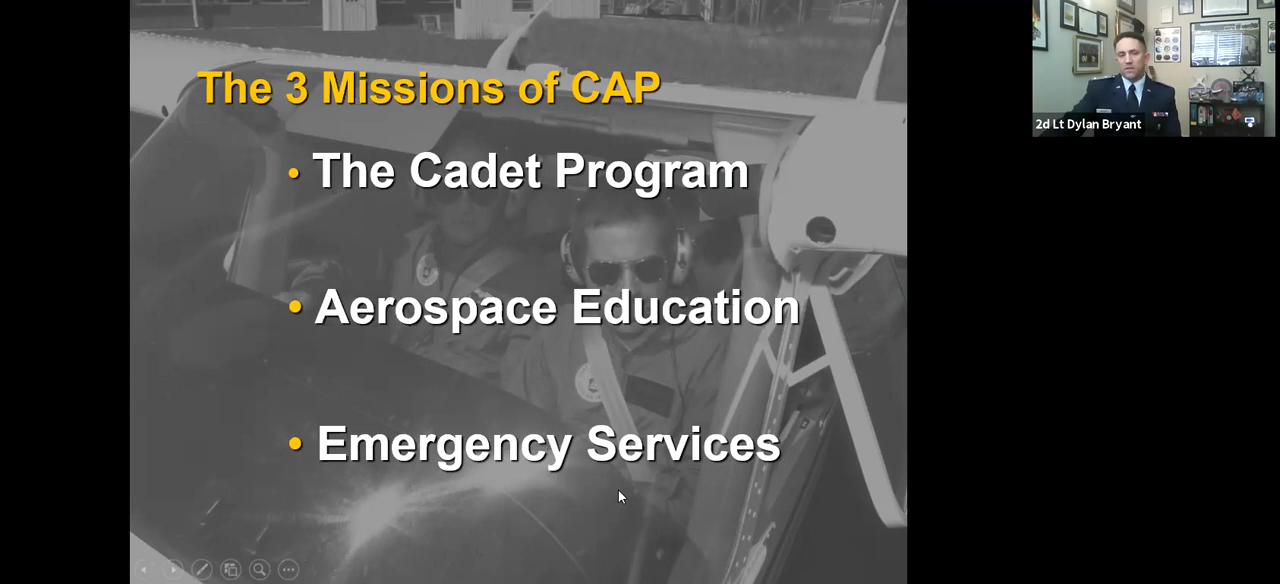 The 3 Missions of CAP
• The Cadet Program
• Aerospace Education
• Emergency Services
2d Lt Dylan Bryant